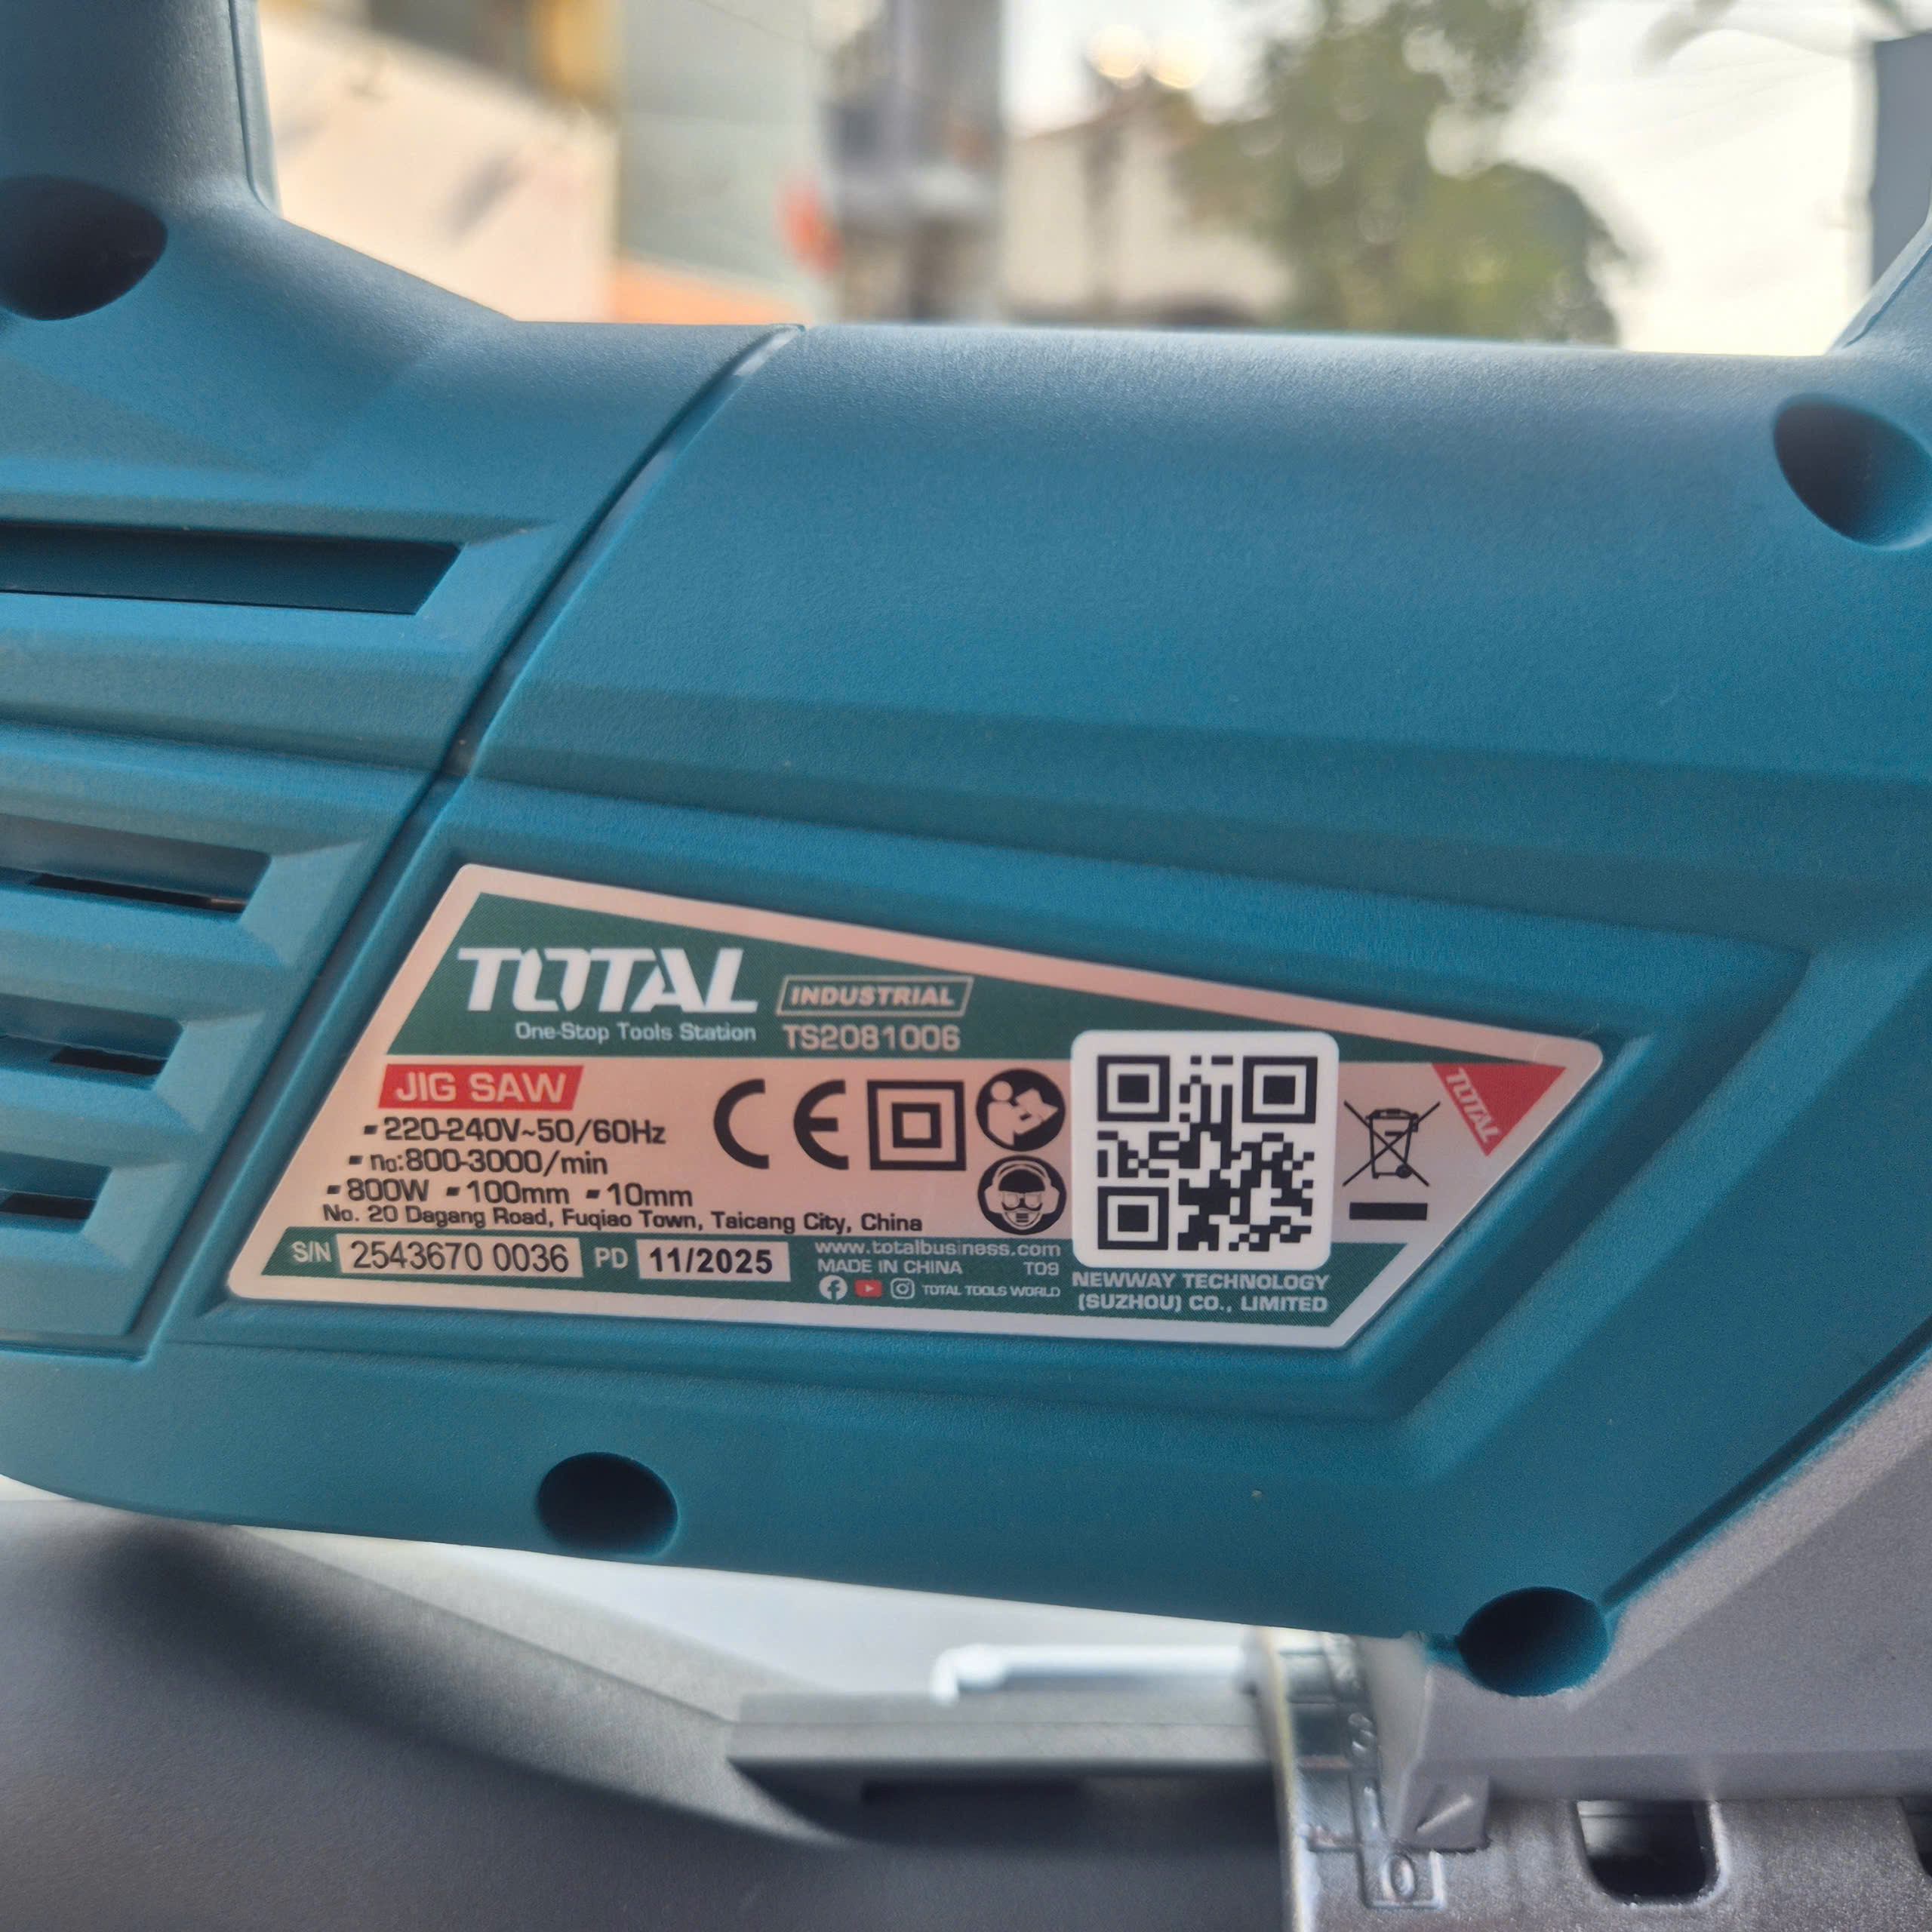 TOTAL
INDUSTRIAL
One-Stop Tools Station
TS2081006
JIG SAW
TOTAL
▪ 220-240V~50/60Hz
▪ n₀:800-3000/min
▪ 800W ▪ 100mm ▪ 10mm
CE
No. 20 Dagang Road, Fuqiao Town, Taicang City, China
S/N 2543670 0036 PD 11/2025
www.totalbusiness.com
MADE IN CHINA T09
TOTAL TOOLS WORLD
NEWWAY TECHNOLOGY
(SUZHOU) CO., LIMITED
0